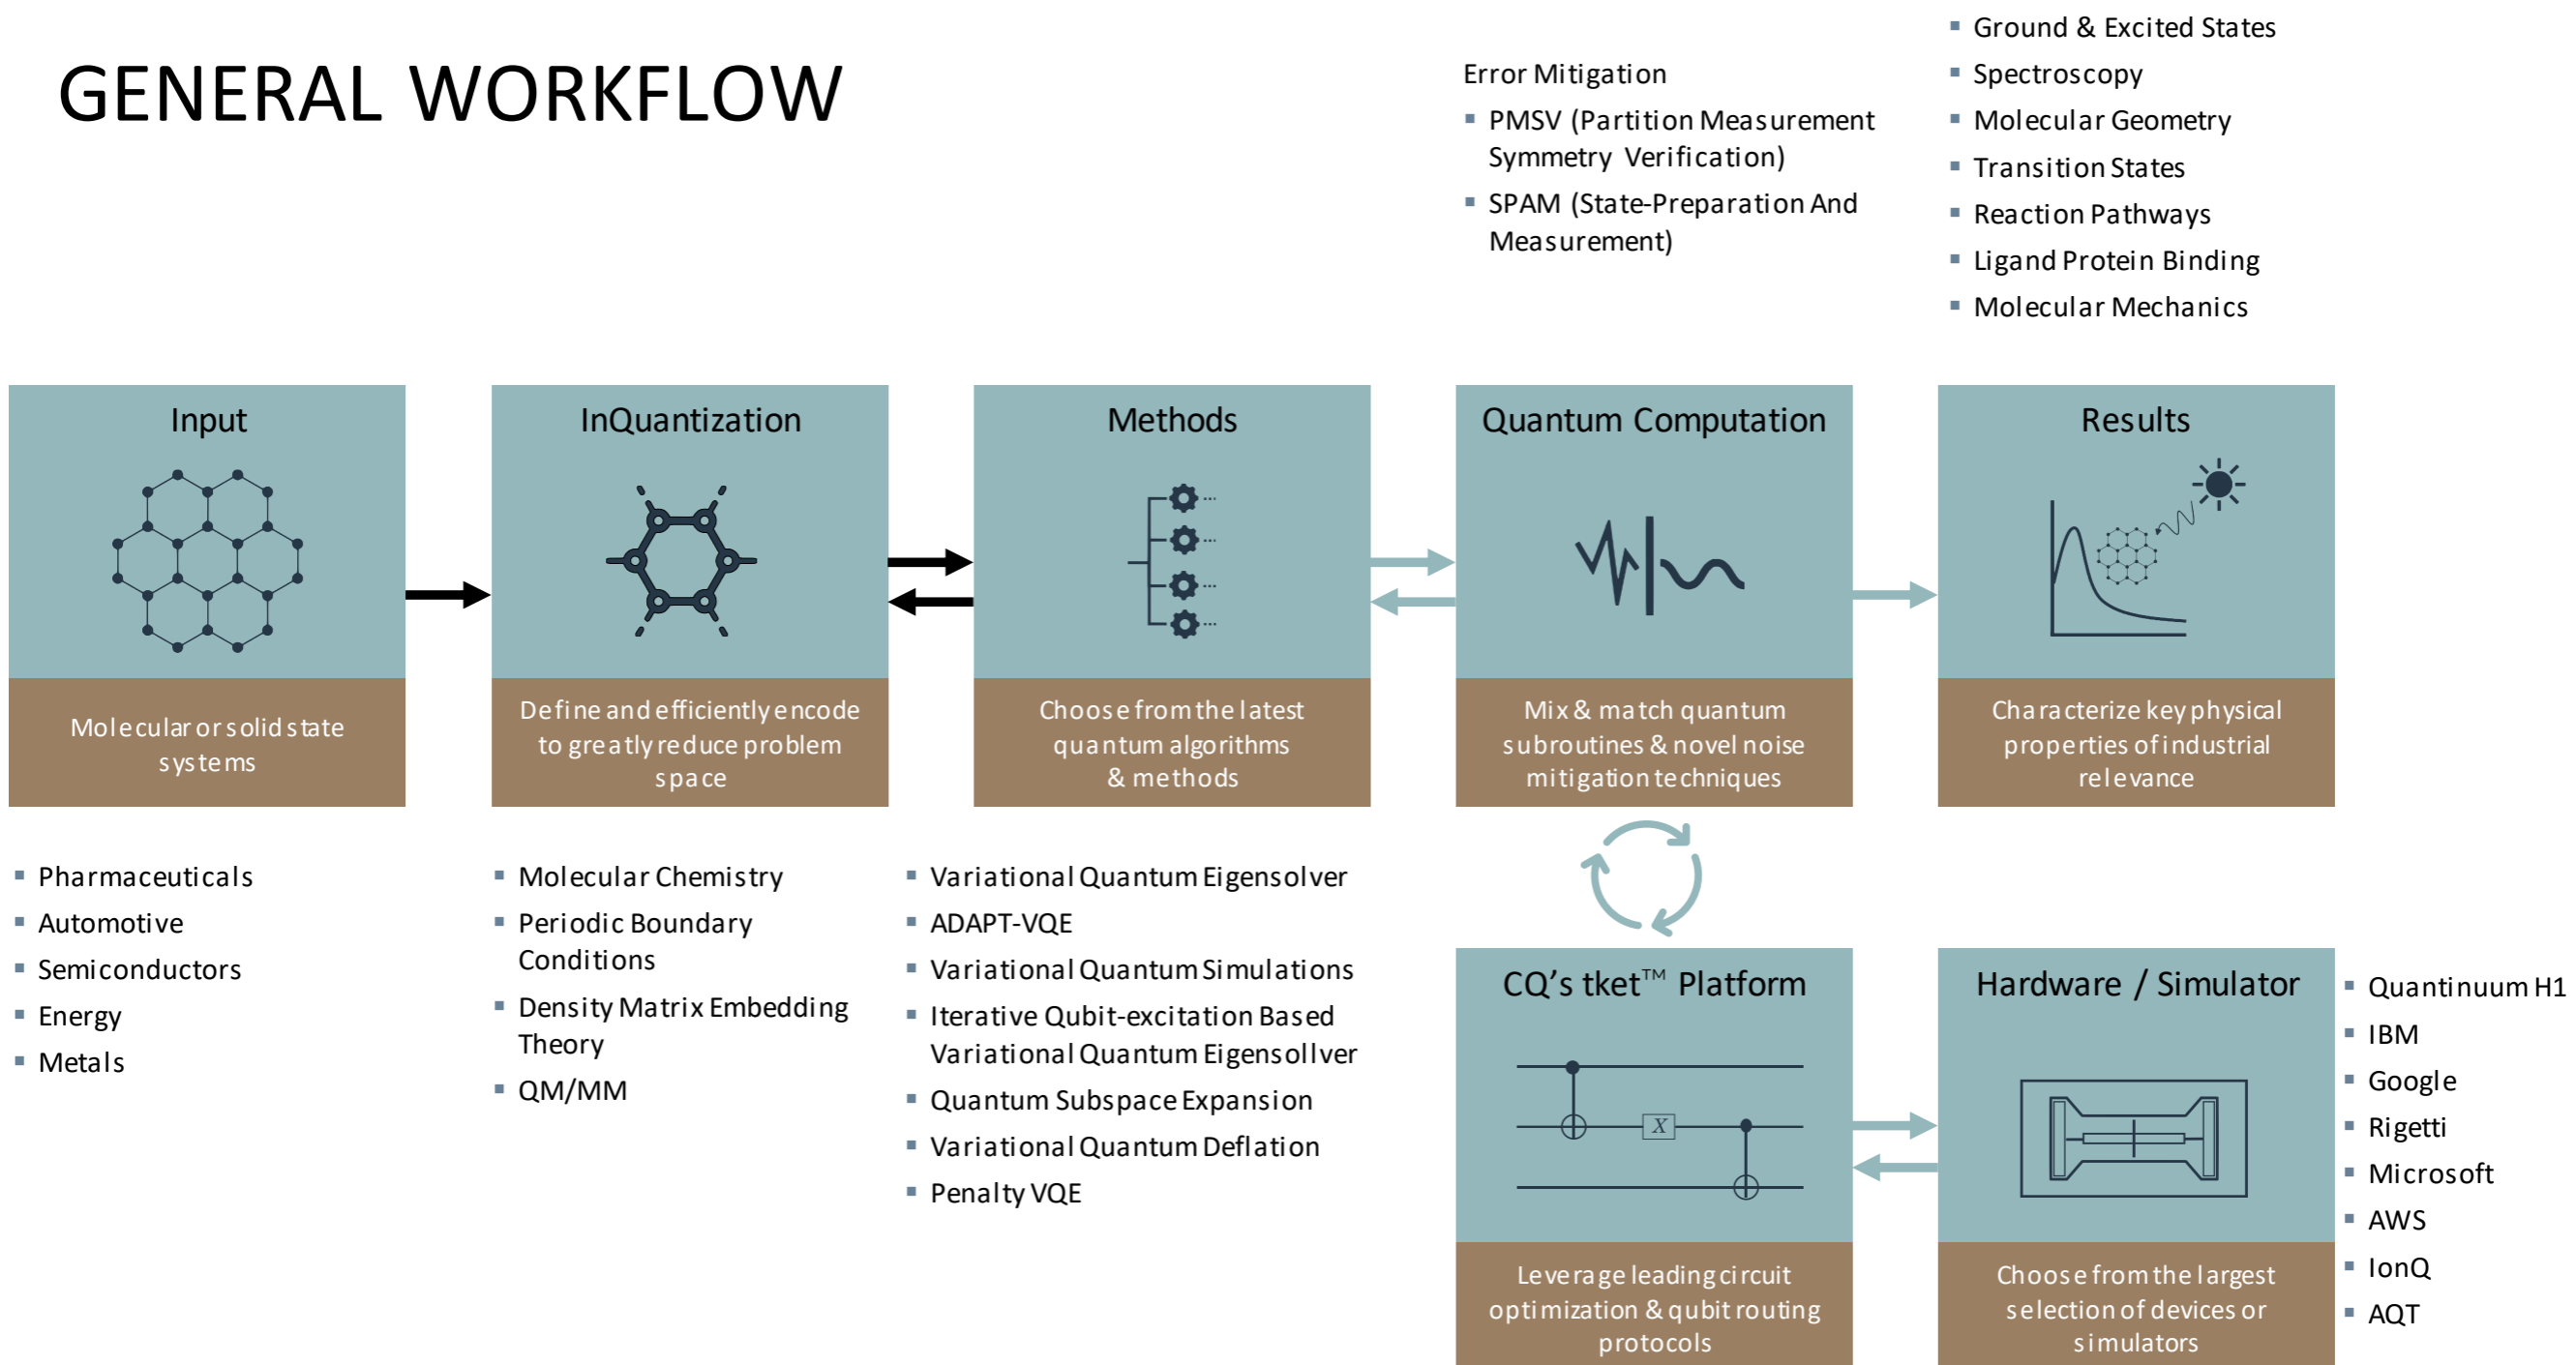 GENERAL WORKFLOW
Error Mitigation
▪ PMSV (Partition Measurement
Symmetry Verification)
▪ SPAM (State-Preparation And
Measurement)
▪ Ground & Excited States
▪ Spectroscopy
▪ Molecular Geometry
▪ Transition States
▪ Reaction Pathways
▪ Ligand Protein Binding
▪ Molecular Mechanics
Input
Molecular or solid state
systems
▪ Pharmaceuticals
▪ Automotive
▪ Semiconductors
▪ Energy
▪ Metals
InQuantization
Define and efficiently encode
to greatly reduce problem
space
▪ Molecular Chemistry
▪ Periodic Boundary
Conditions
▪ Density Matrix Embedding
Theory
▪ QM/MM
Methods
Choose from the latest
quantum algorithms
& methods
▪ Variational Quantum Eigensolver
▪ ADAPT-VQE
▪ Variational Quantum Simulations
▪ Iterative Qubit-excitation Based
Variational Quantum Eigensollver
▪ Quantum Subspace Expansion
▪ Variational Quantum Deflation
▪ Penalty VQE
Quantum Computation
Mix & match quantum
subroutines & novel noise
mitigation techniques
Results
Characterize key physical
properties of industrial
relevance
CQ’s tket™ Platform
X
Leverage leading circuit
optimization & qubit routing
protocols
Hardware / Simulator
Choose from the largest
selection of devices or
simulators
▪ Quantinuum H1
▪ IBM
▪ Google
▪ Rigetti
▪ Microsoft
▪ AWS
▪ IonQ
▪ AQT